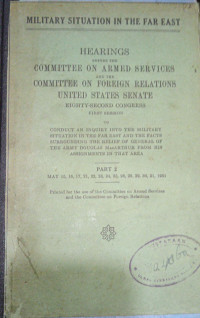 MILITARY SITUATION IN THE FAR EAST
HEARINGS
BEFORE THE
COMMITTEE ON ARMED SERVICES
AND THE
COMMITTEE ON FOREIGN RELATIONS
UNITED STATES SENATE
EIGHTY-SECOND CONGRESS
FIRST SESSION
TO
CONDUCT AN INQUIRY INTO THE MILITARY
SITUATION IN THE FAR EAST AND THE FACTS
SURROUNDING THE RELIEF OF GENERAL OF
THE ARMY DOUGLAS MacARTHUR FROM HIS
ASSIGNMENTS IN THAT AREA
PART 2
MAY
Printed for the use of the Committee on Armed Services
and the Committee on Foreign Relations